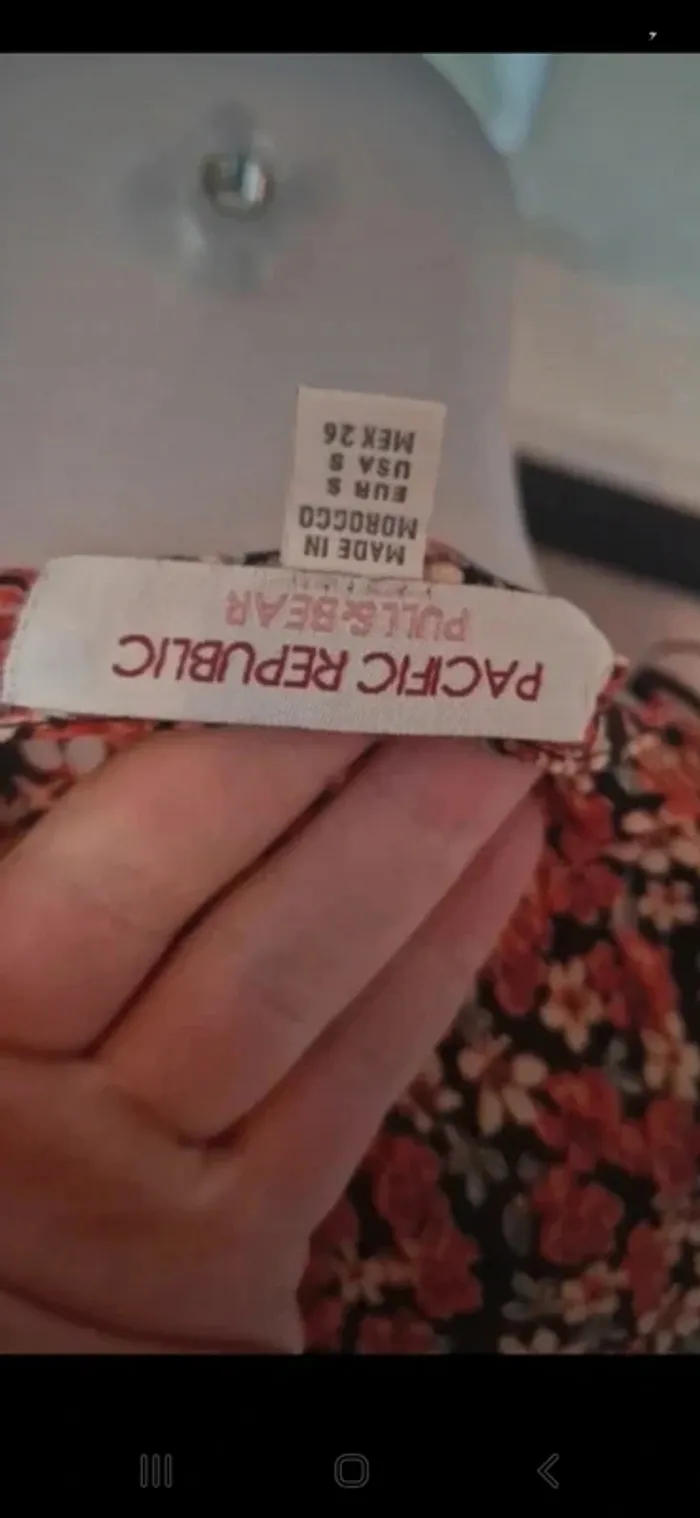 PACIFIC REPUBLIC
PULL&BEAR
MADE IN
MOROCCO
EUR S
USA S
MEX 26